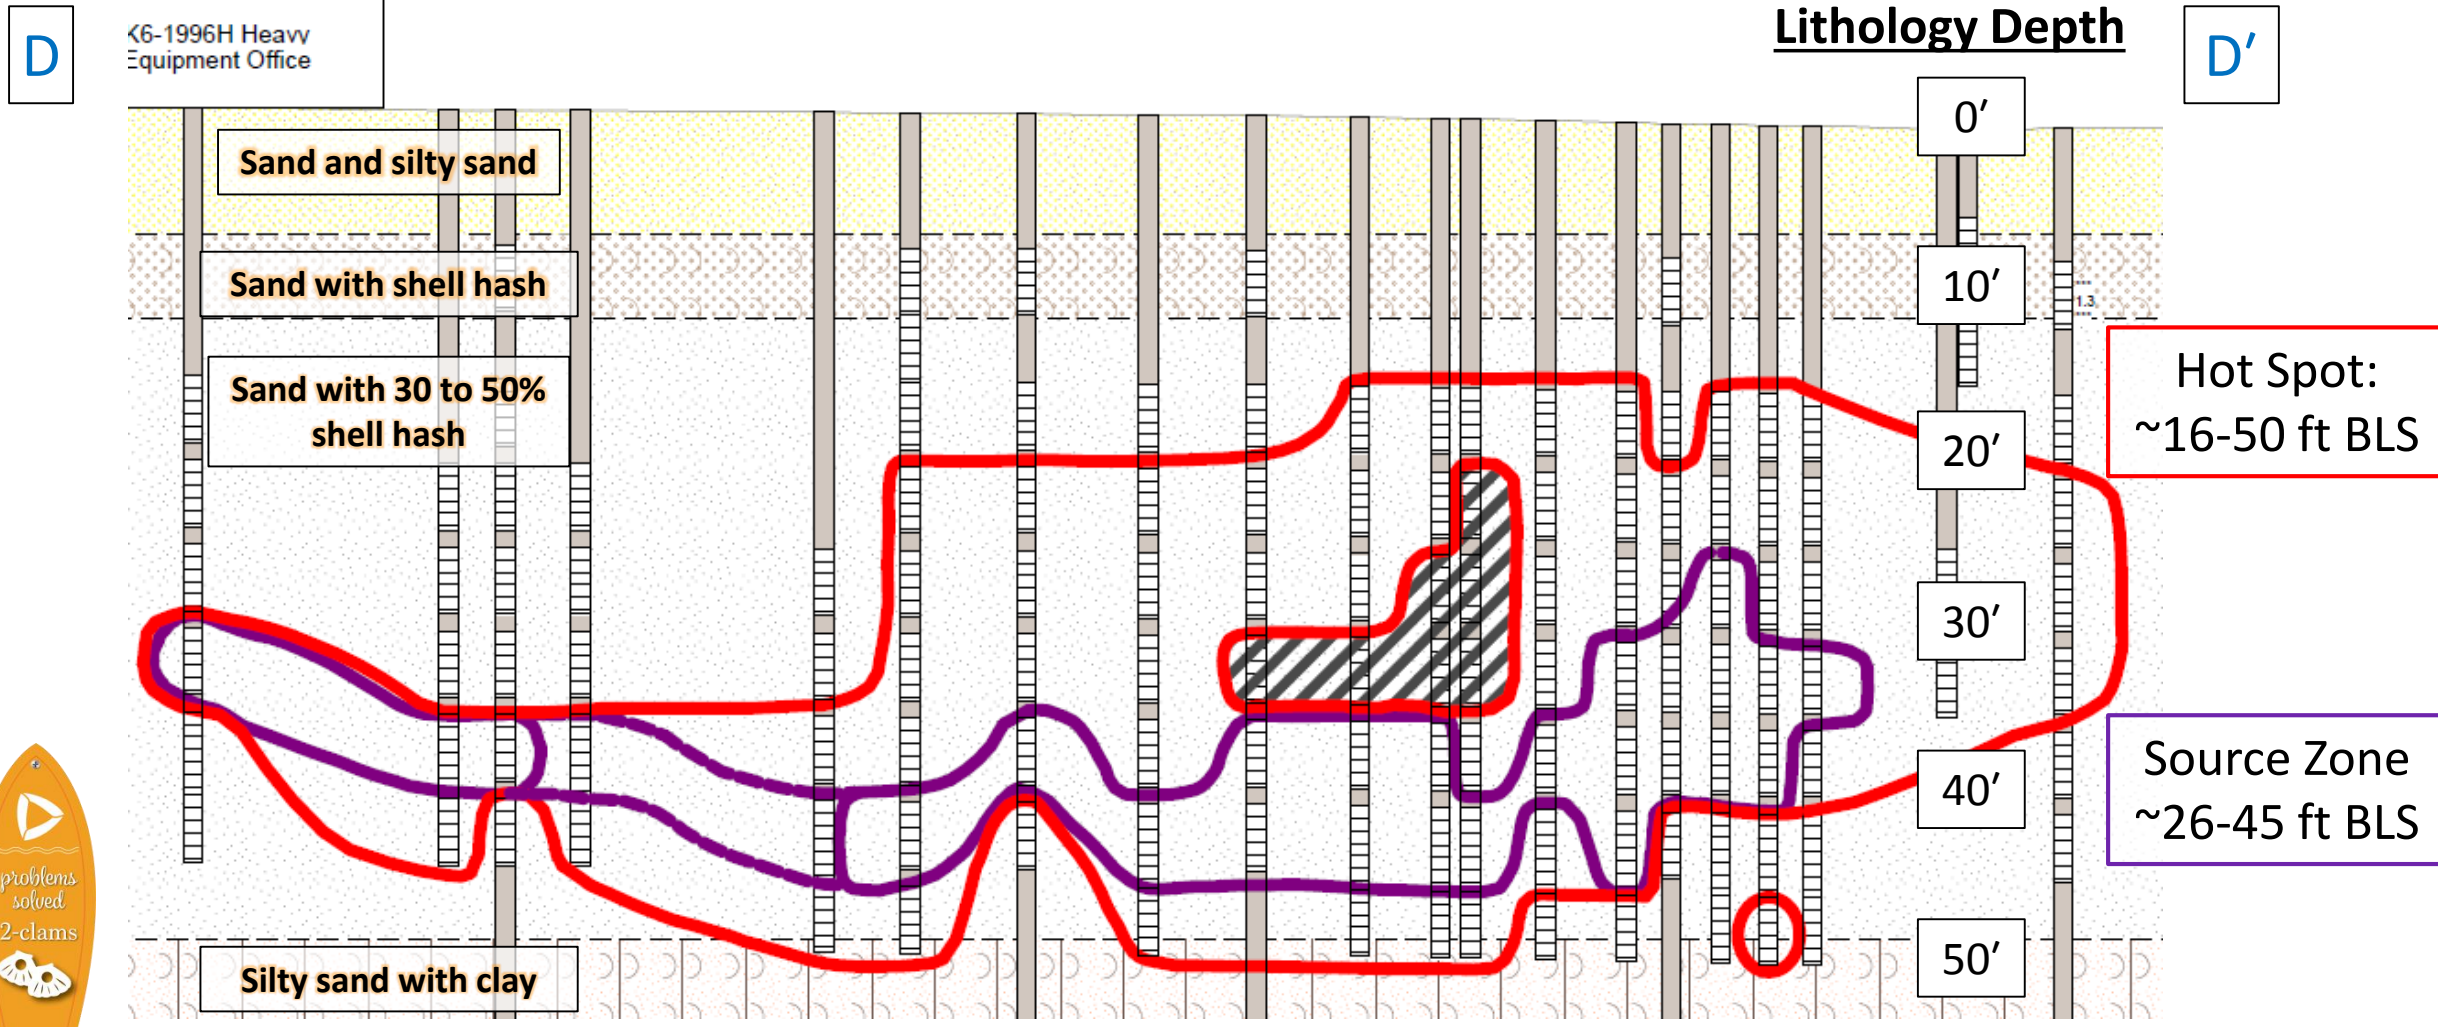 D
K6-1996H Heavy
Equipment Office
Lithology Depth
D′
0′
Sand and silty sand
10′
Sand with shell hash
1.3
Sand with 30 to 50%
shell hash
Hot Spot:
~16-50 ft BLS
20′
30′
Source Zone
~26-45 ft BLS
40′
50′
Silty sand with clay
problems
solved
2-clams